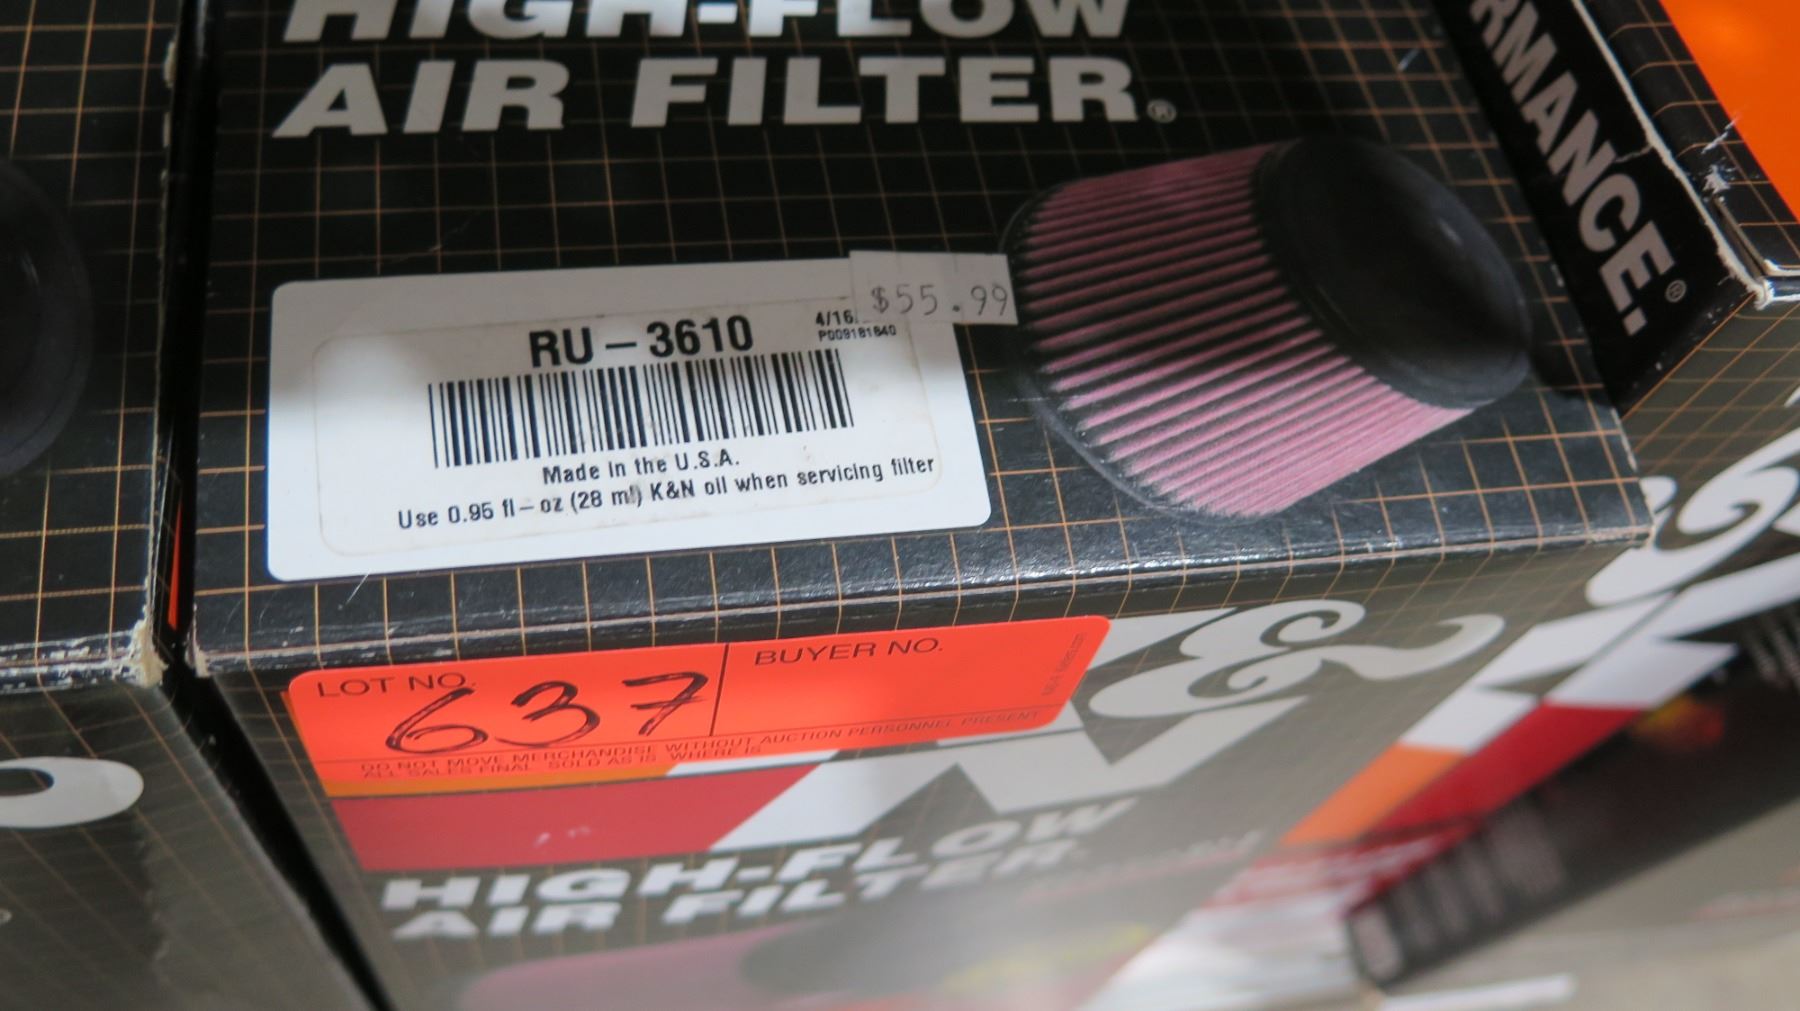 HIGH-FLOW
AIR FILTER®
RMANCE.®
$55.99
RU-3610
4/16
P009181840
Made in the U.S.A.
Use 0.95 fl-oz (28 ml) K&N oil when servicing filter
LOT NO.
637
BUYER NO.
DO NOT MOVE MERCHANDISE WITHOUT AUCTION PERSONNEL PRESENT
ALL SALES FINAL SOLD AS IS WHERE IS
&
HIGH-FLOW
AIR FILTER